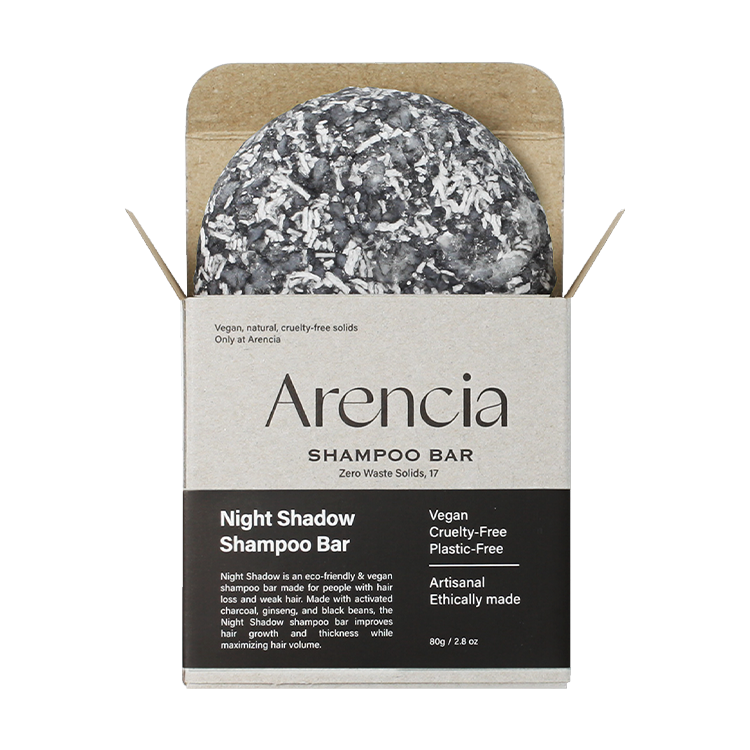 Vegan, natural, cruelty-free solids
Only at Arencia
Arencia
SHAMPOO BAR
Zero Waste Solids, 17
Night Shadow
Shampoo Bar
Night Shadow is an eco-friendly & vegan
shampoo bar made for people with hair
loss and weak hair. Made with activated
charcoal, ginseng, and black beans, the
Night Shadow shampoo bar improves
hair growth and thickness while
maximizing hair volume.
Vegan
Cruelty-Free
Plastic-Free
Artisanal
Ethically made
80g / 2.8 oz